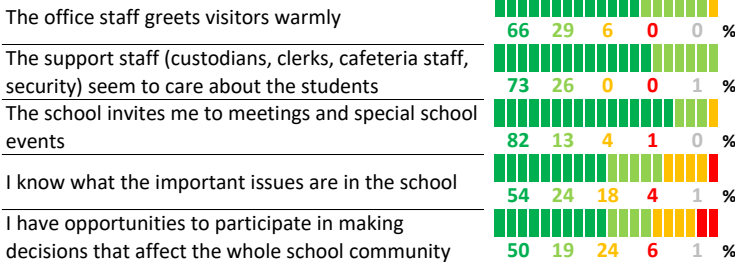 The office staff greets visitors warmly
66 29 6 0 0 %
The support staff (custodians, clerks, cafeteria staff,
security) seem to care about the students
73 26 0 0 1 %
The school invites me to meetings and special school
events
82 13 4 1 0 %
I know what the important issues are in the school
54 24 18 4 1 %
I have opportunities to participate in making
decisions that affect the whole school community
50 19 24 6 1 %